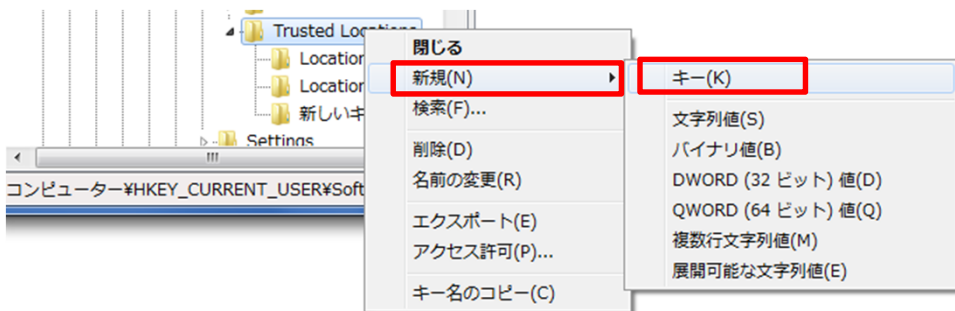 Trusted Locations
Location
Location
新しいキ
Settings
コンピューター¥HKEY_CURRENT_USER¥Soft
閉じる
新規(N)
検索(F)...
削除(D)
名前の変更(R)
エクスポート(E)
アクセス許可(P)...
キー名のコピー(C)
キー(K)
文字列値(S)
バイナリ値(B)
DWORD (32 ビット) 値(D)
QWORD (64 ビット) 値(Q)
複数行文字列値(M)
展開可能な文字列値(E)